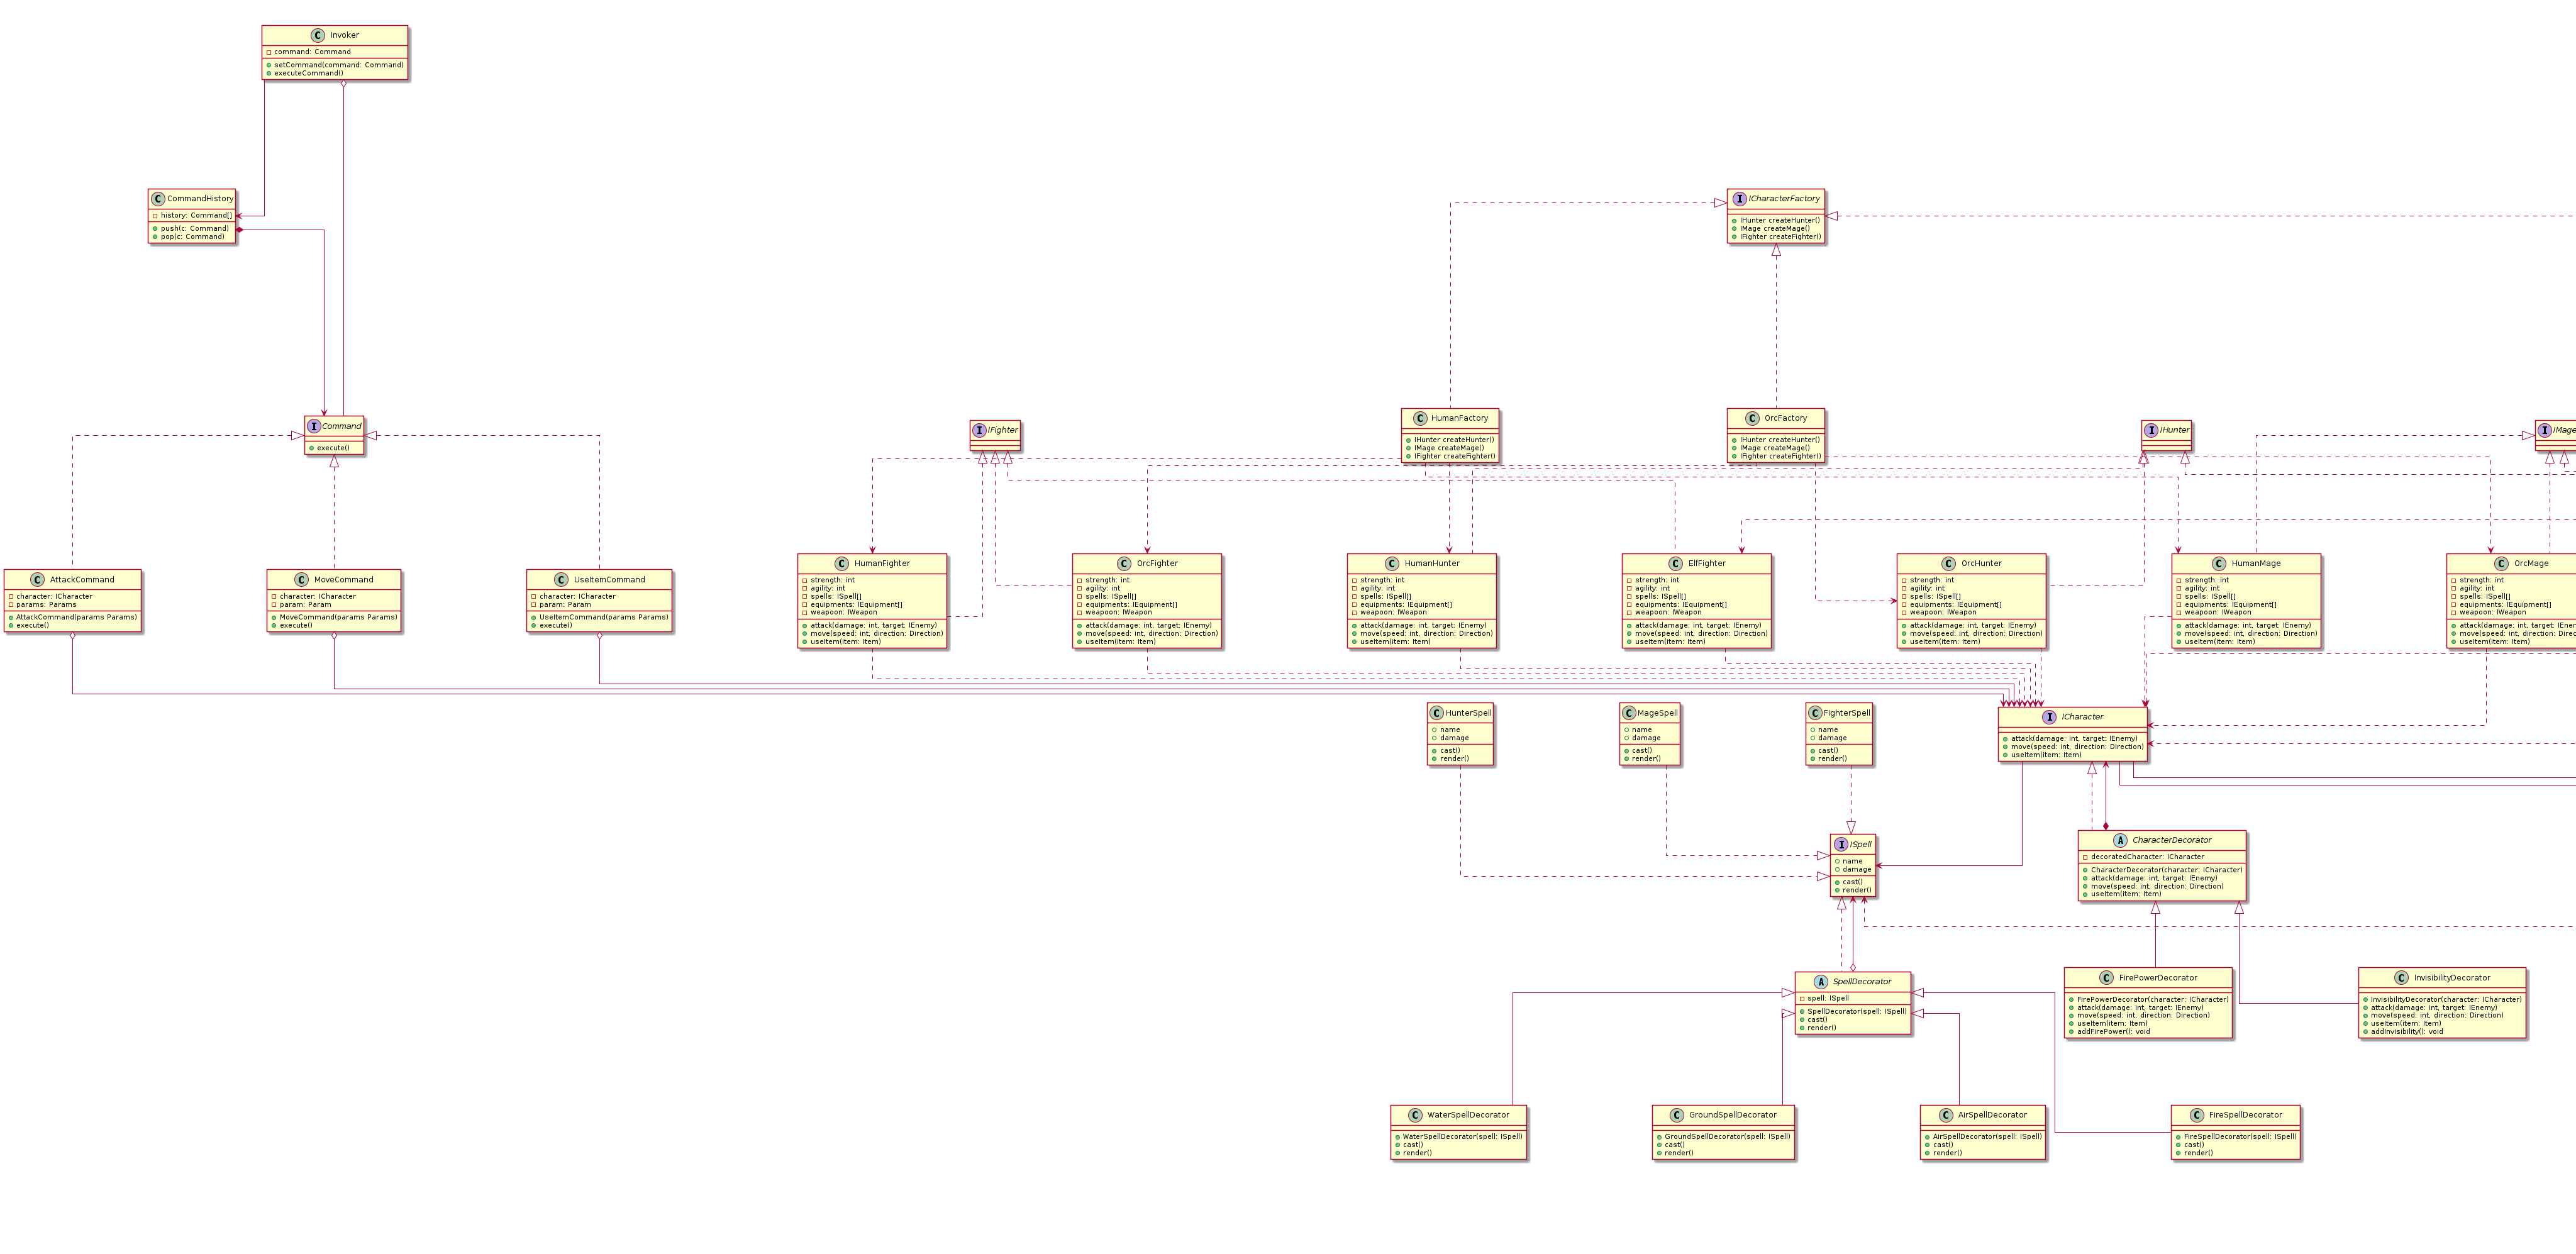 Invoker
command: Command
setCommand(command: Command)
executeCommand()
CommandHistory
history: Command[]
push(c: Command)
pop(c: Command)
ICharacterFactory
IHunter createHunter()
IMage createMage()
IFighter createFighter()
Command
execute()
IFighter
HumanFactory
IHunter createHunter()
IMage createMage()
IFighter createFighter()
OrcFactory
IHunter createHunter()
IMage createMage()
IFighter createFighter()
IHunter
IMage
AttackCommand
character: ICharacter
params: Params
AttackCommand(params Params)
execute()
MoveCommand
character: ICharacter
param: Param
MoveCommand(params Params)
execute()
UseItemCommand
character: ICharacter
param: Param
UseItemCommand(params Params)
execute()
HumanFighter
strength: int
agility: int
spells: ISpell[]
equipments: IEquipment[]
weapoon: IWeapon
attack(damage: int, target: IEnemy)
move(speed: int, direction: Direction)
useItem(item: Item)
OrcFighter
strength: int
agility: int
spells: ISpell[]
equipments: IEquipment[]
weapoon: IWeapon
attack(damage: int, target: IEnemy)
move(speed: int, direction: Direction)
useItem(item: Item)
HumanHunter
strength: int
agility: int
spells: ISpell[]
equipments: IEquipment[]
weapoon: IWeapon
attack(damage: int, target: IEnemy)
move(speed: int, direction: Direction)
useItem(item: Item)
ElfFighter
strength: int
agility: int
spells: ISpell[]
equipments: IEquipment[]
weapoon: IWeapon
attack(damage: int, target: IEnemy)
move(speed: int, direction: Direction)
useItem(item: Item)
OrcHunter
strength: int
agility: int
spells: ISpell[]
equipments: IEquipment[]
weapoon: IWeapon
attack(damage: int, target: IEnemy)
move(speed: int, direction: Direction)
useItem(item: Item)
HumanMage
strength: int
agility: int
spells: ISpell[]
equipments: IEquipment[]
weapoon: IWeapon
attack(damage: int, target: IEnemy)
move(speed: int, direction: Direction)
useItem(item: Item)
OrcMage
strength: int
agility: int
spells: ISpell[]
equipments: IEquipment[]
weapoon: IWeapon
attack(damage: int, target:
move(speed: int, direction:
useItem(item: Item)
HunterSpell
name
damage
cast()
render()
MageSpell
name
damage
cast()
render()
FighterSpell
name
damage
cast()
render()
ICharacter
attack(damage: int, target: IEnemy)
move(speed: int, direction: Direction)
useItem(item: Item)
ISpell
name
damage
cast()
render()
CharacterDecorator
decoratedCharacter: ICharacter
CharacterDecorator(character: ICharacter)
attack(damage: int, target: IEnemy)
move(speed: int, direction: Direction)
useItem(item: Item)
SpellDecorator
spell: ISpell
SpellDecorator(spell: ISpell)
cast()
render()
FirePowerDecorator
FirePowerDecorator(character: ICharacter)
attack(damage: int, target: IEnemy)
move(speed: int, direction: Direction)
useItem(item: Item)
addFirePower(): void
InvisibilityDecorator
InvisibilityDecorator(character: ICharacter)
attack(damage: int, target: IEnemy)
move(speed: int, direction: Direction)
useItem(item: Item)
addInvisibility(): void
WaterSpellDecorator
WaterSpellDecorator(spell: ISpell)
cast()
render()
GroundSpellDecorator
GroundSpellDecorator(spell: ISpell)
cast()
render()
AirSpellDecorator
AirSpellDecorator(spell: ISpell)
cast()
render()
FireSpellDecorator
FireSpellDecorator(spell: ISpell)
cast()
render()